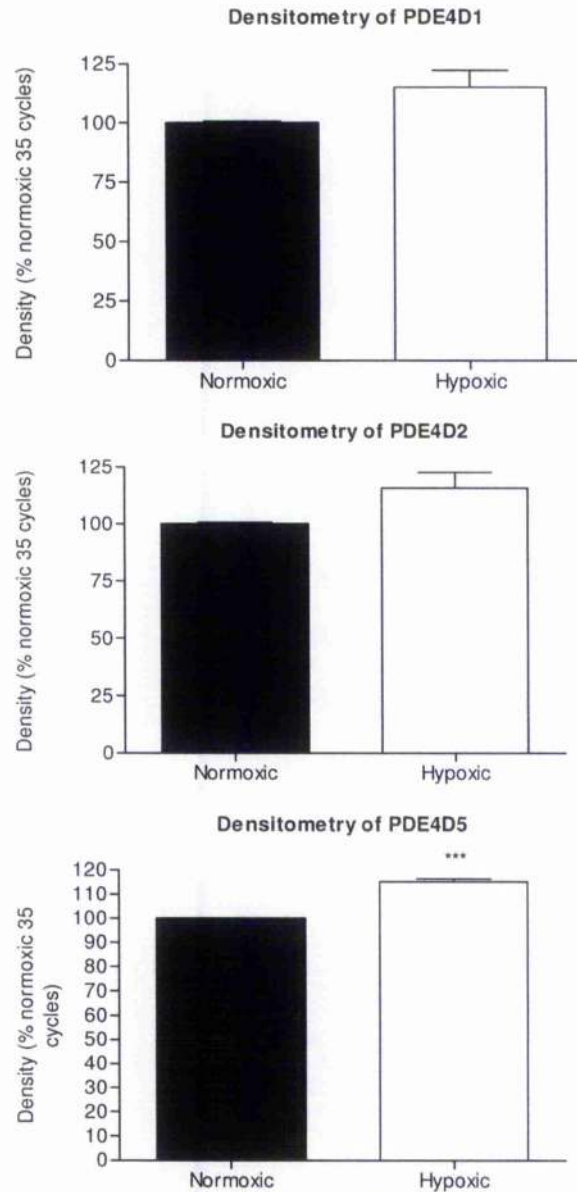 Densitometry of PDE4D1
Density (% normoxic 35 cycles)
125
100
75
50
25
0
Normoxic Hypoxic
Densitometry of PDE4D2
Density (% normoxic 35 cycles)
125
100
75
50
25
0
Normoxic Hypoxic
Densitometry of PDE4D5
***
Density (% normoxic 35
cycles)
120
110
100
90
80
70
60
50
40
30
20
10
0
Normoxic Hypoxic